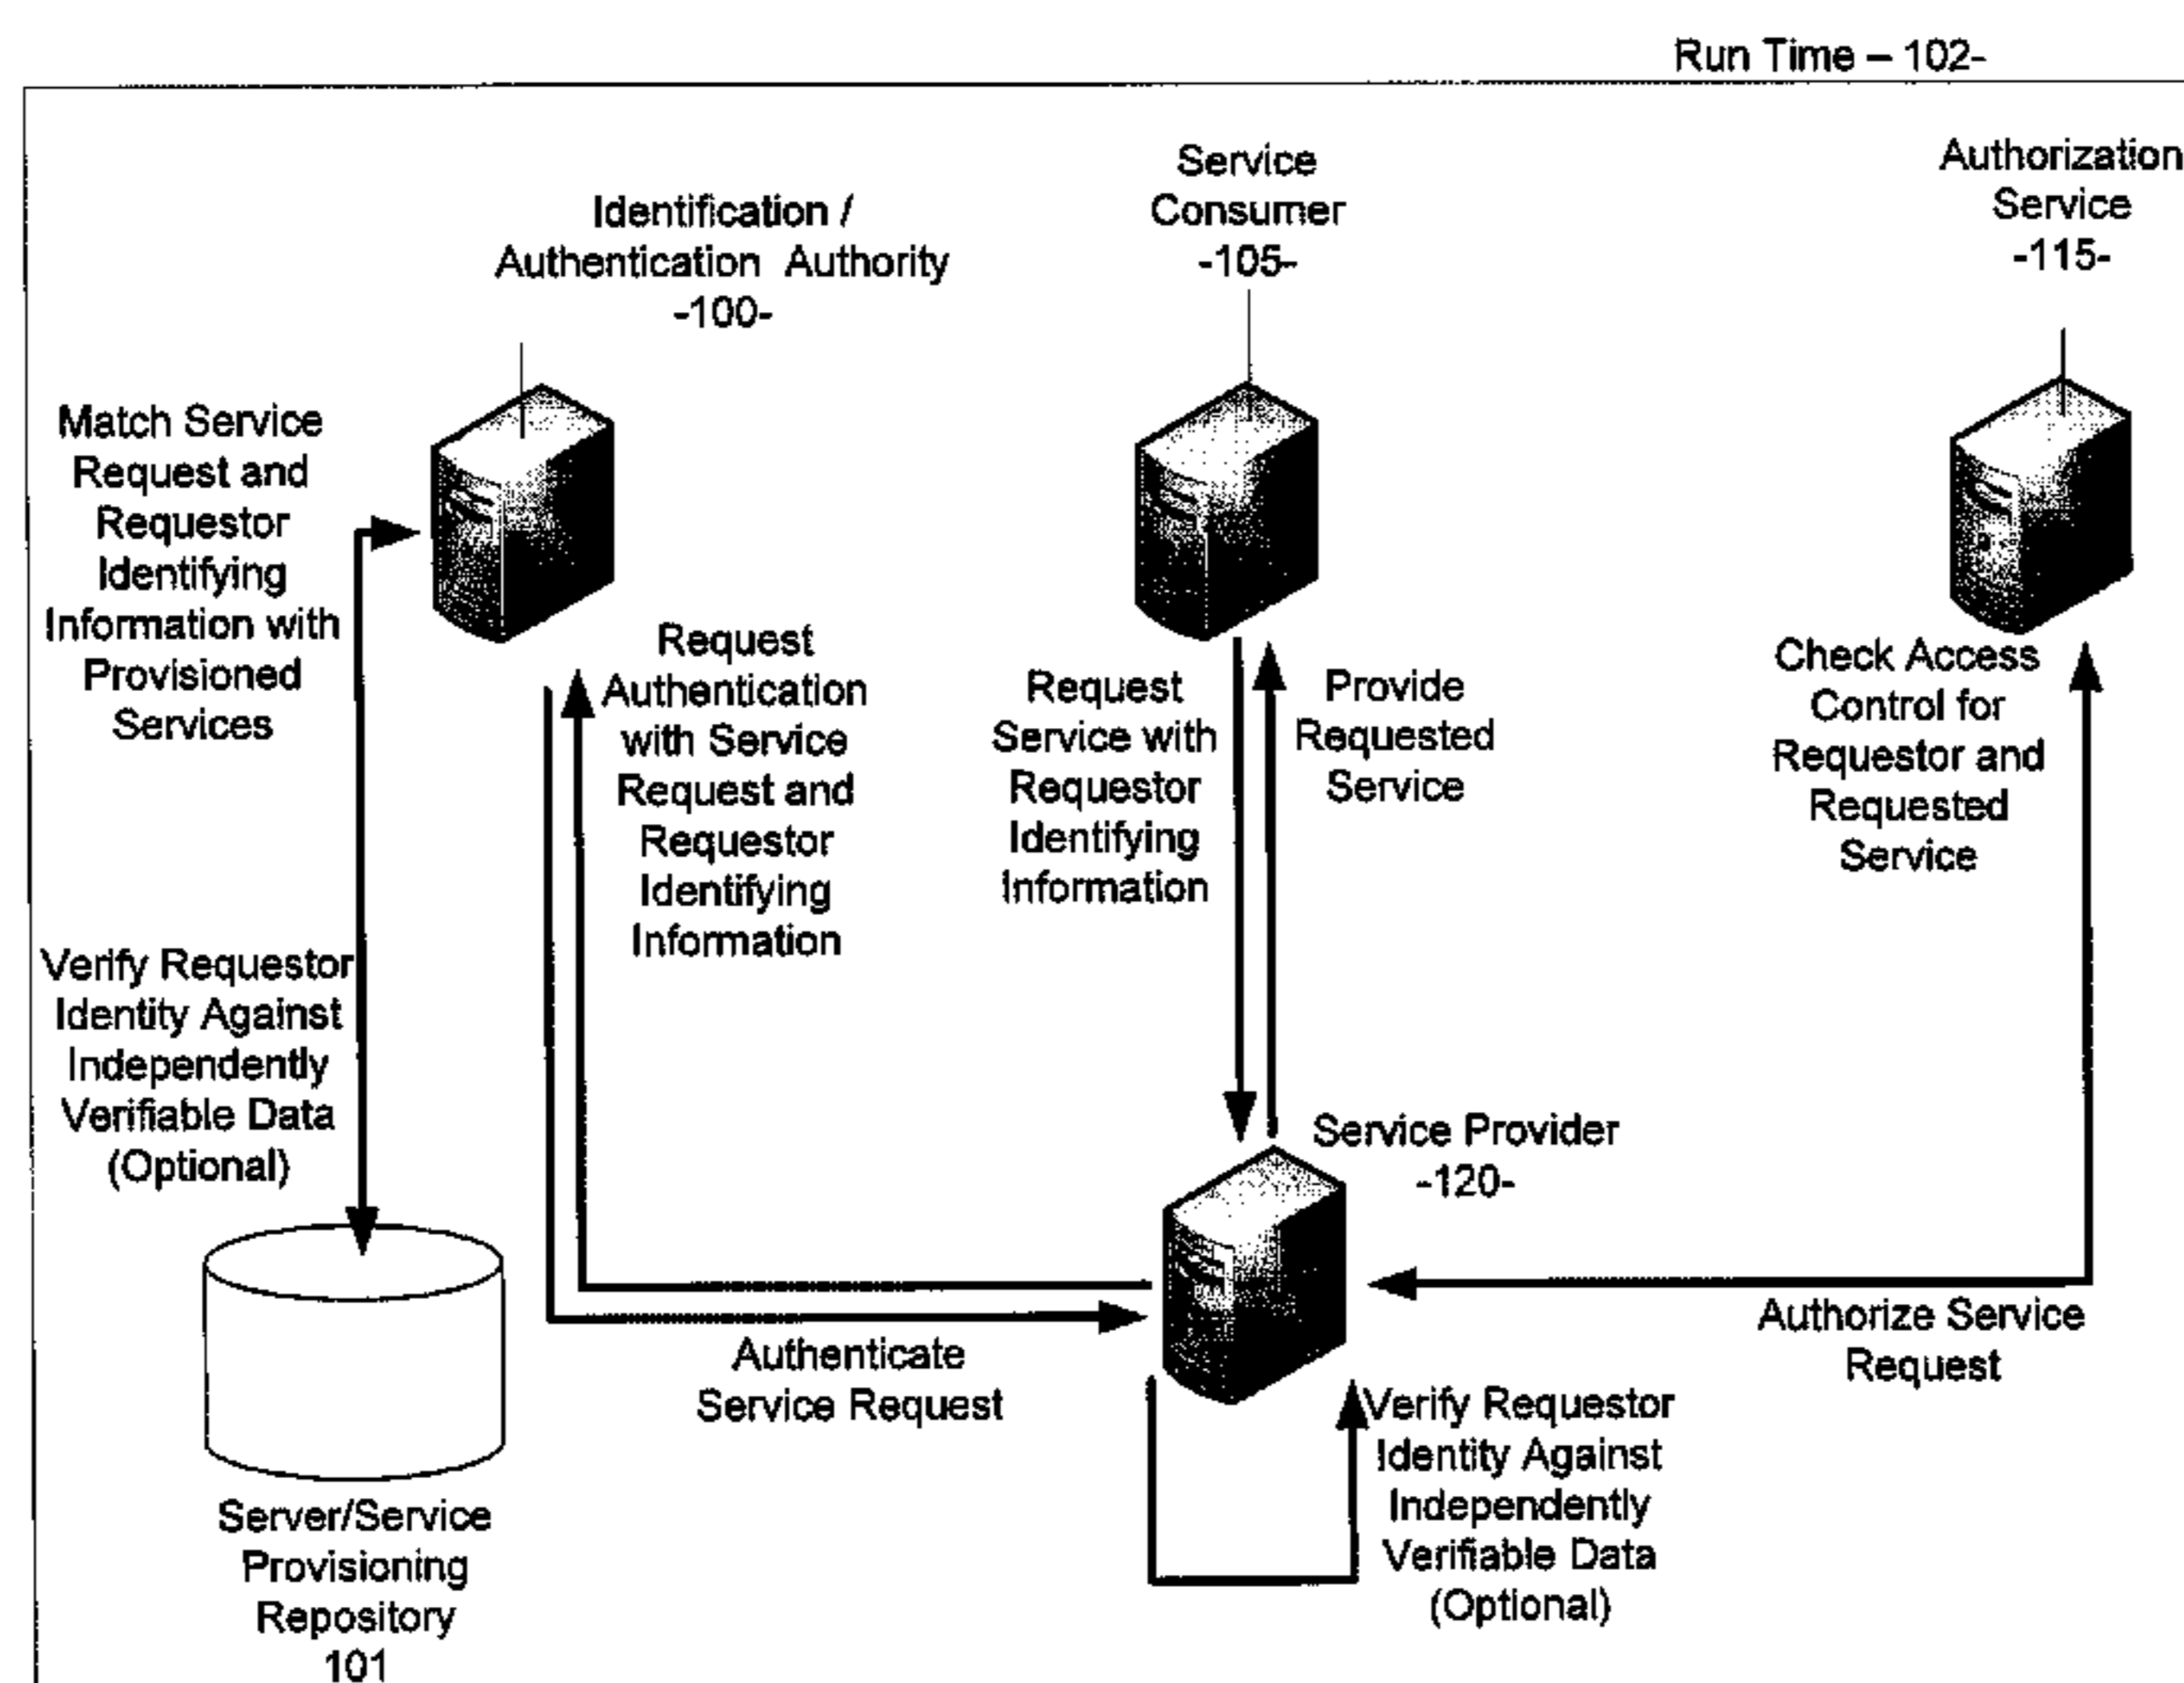 Run Time – 102-
Identification /
Authentication Authority
-100-
Service
Consumer
-105-
Authorization
Service
-115-
Match Service
Request and
Requestor
Identifying
Information with
Provisioned
Services
Request
Authentication
with Service
Request and
Requestor
Identifying
Information
Request
Service with
Requestor
Identifying
Information
Provide
Requested
Service
Check Access
Control for
Requestor and
Requested
Service
Verify Requestor
Identity Against
Independently
Verifiable Data
(Optional)
Service Provider
-120-
Authenticate
Service Request
Authorize Service
Request
Verify Requestor
Identity Against
Independently
Verifiable Data
(Optional)
Server/Service
Provisioning
Repository
101